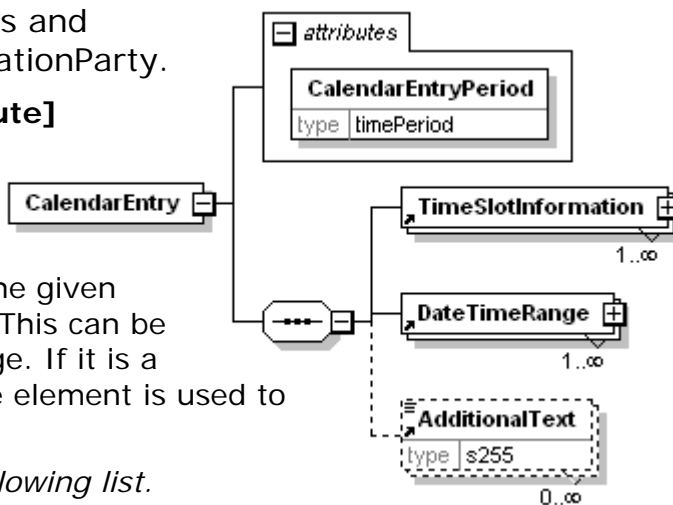 s and
ationParty.
ute]
attributes
CalendarEntryPeriod
type timePeriod
CalendarEntry
TimeSlotInformation
1..∞
ne given
This can be
ge. If it is a
e element is used to
DateTimeRange
1..∞
AdditionalText
type s255
0..∞
lowing list.